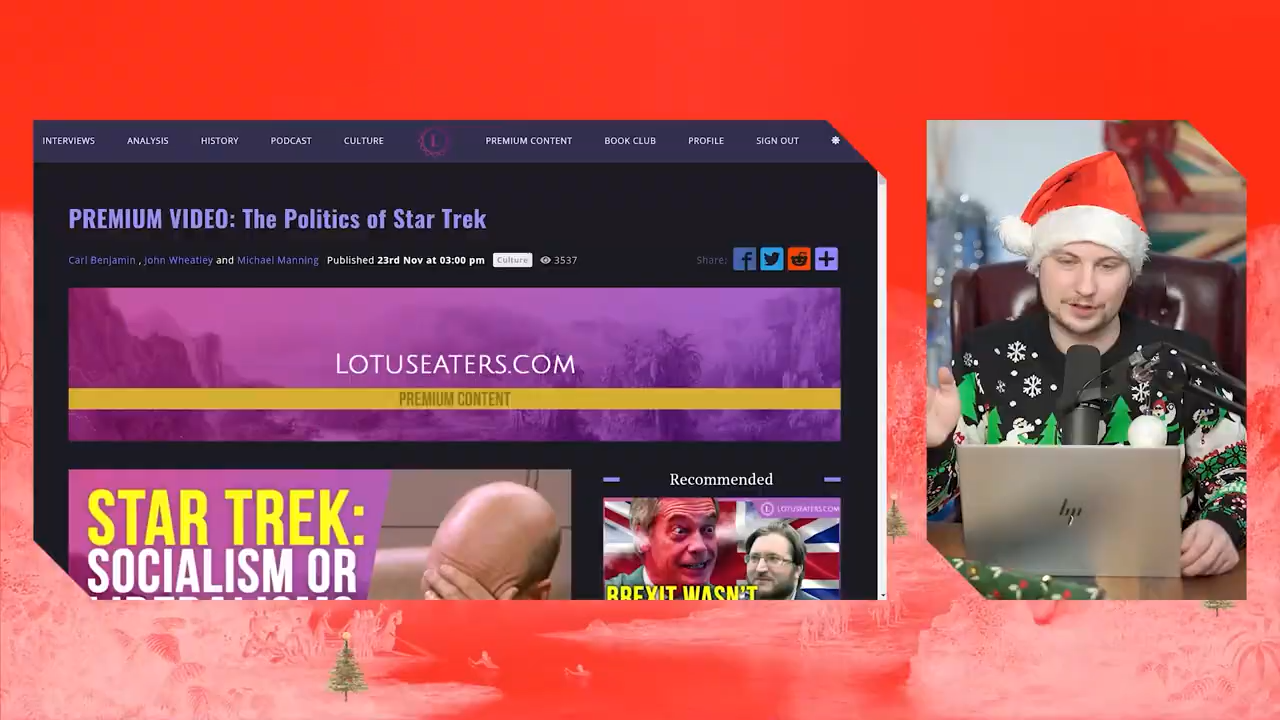 INTERVIEWS ANALYSIS HISTORY PODCAST CULTURE L PREMIUM CONTENT BOOK CLUB PROFILE SIGN OUT
PREMIUM VIDEO: The Politics of Star Trek
Carl Benjamin , John Wheatley and Michael Manning Published 23rd Nov at 03:00 pm Culture 3537
Share:
LOTUSEATERS.COM
PREMIUM CONTENT
STAR TREK:
SOCIALISM OR
Recommended
L LOTUSEATERS.COM
BREXIT WASN'T
hp